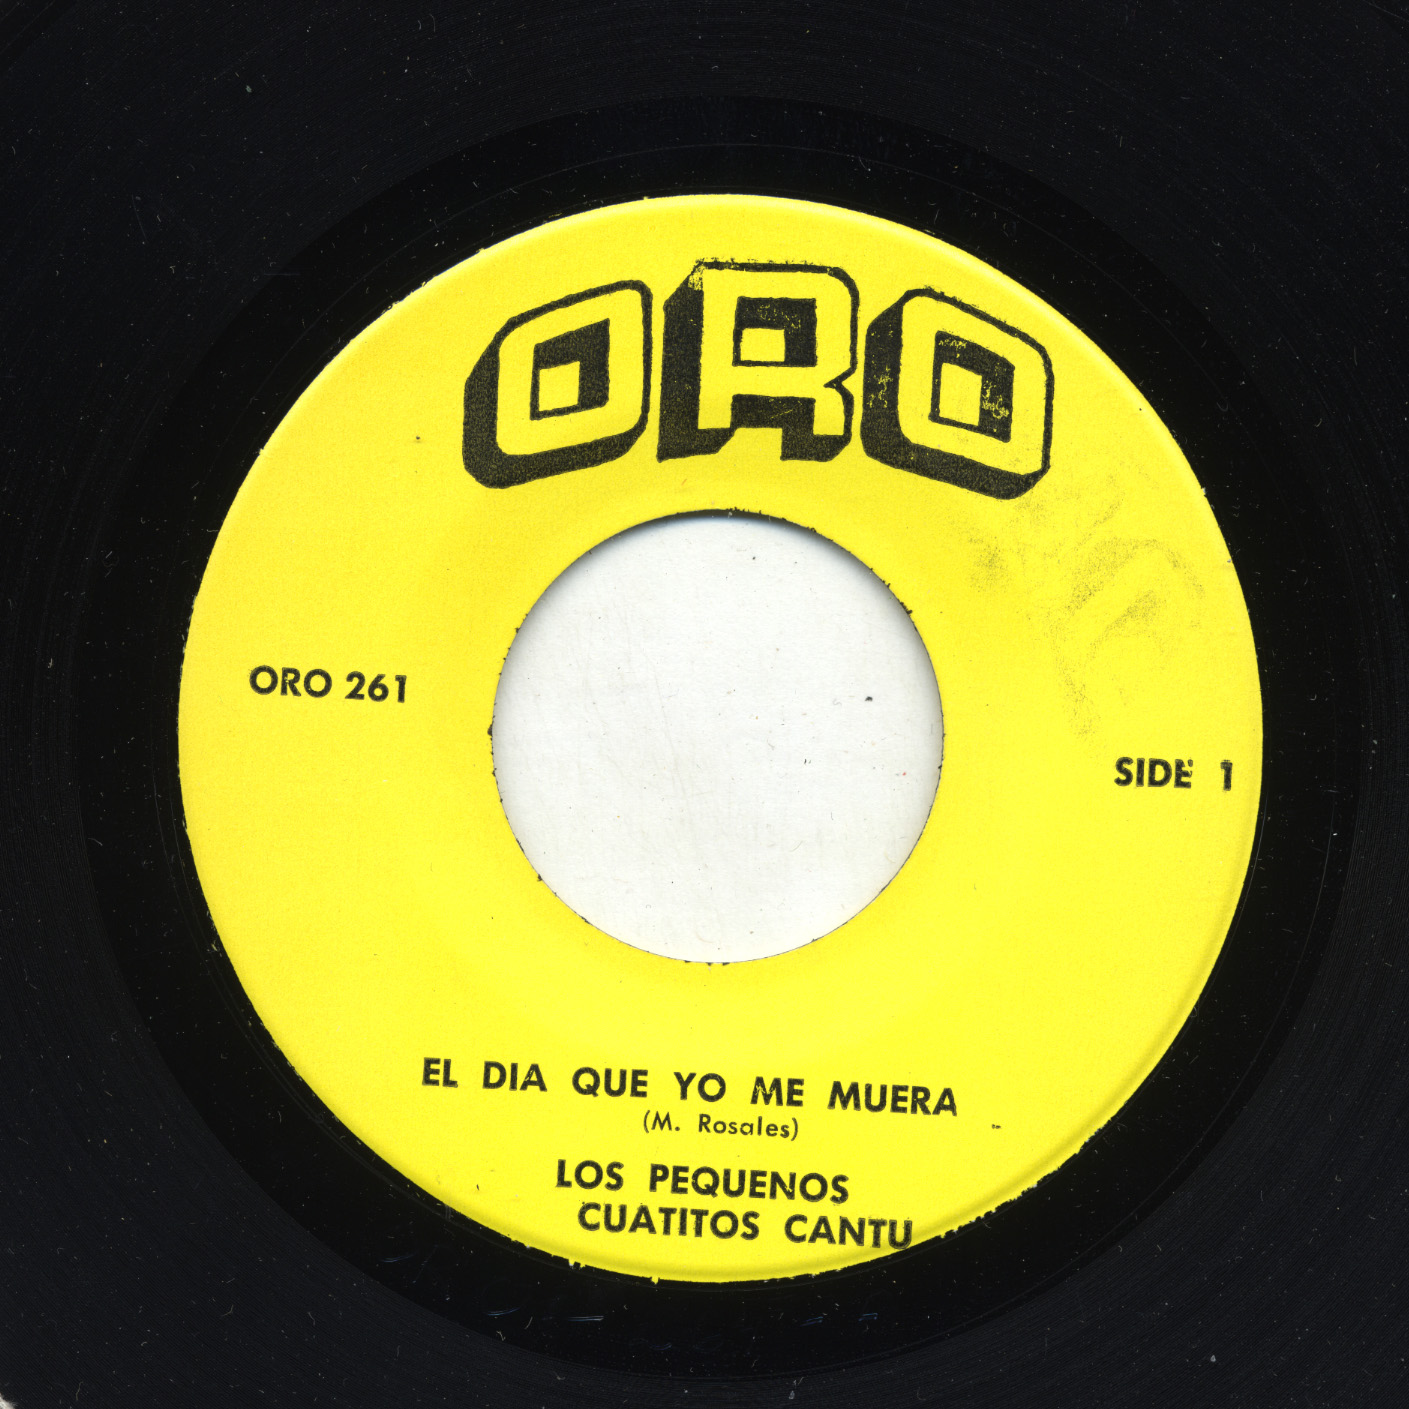 ORO
ORO 261
SIDE 1
EL DIA QUE YO ME MUERA
(M. Rosales)
LOS PEQUENOS
CUATITOS CANTU